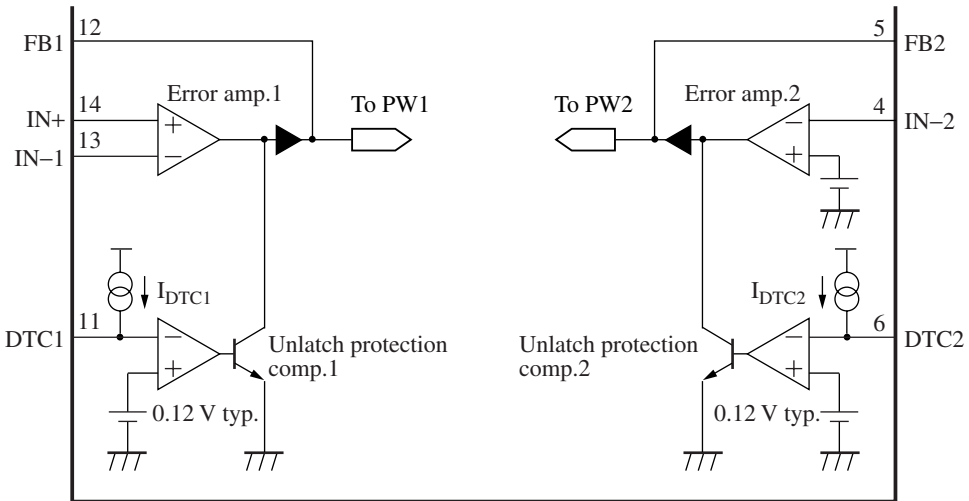 12
FB1
5
FB2
Error amp.1
To PW1
To PW2
Error amp.2
14
IN+
+
13
IN−1
−
4
IN−2
−
+
I_DTC1
I_DTC2
11
DTC1
−
+
6
DTC2
−
+
Unlatch protection
comp.1
Unlatch protection
comp.2
0.12 V typ.
0.12 V typ.